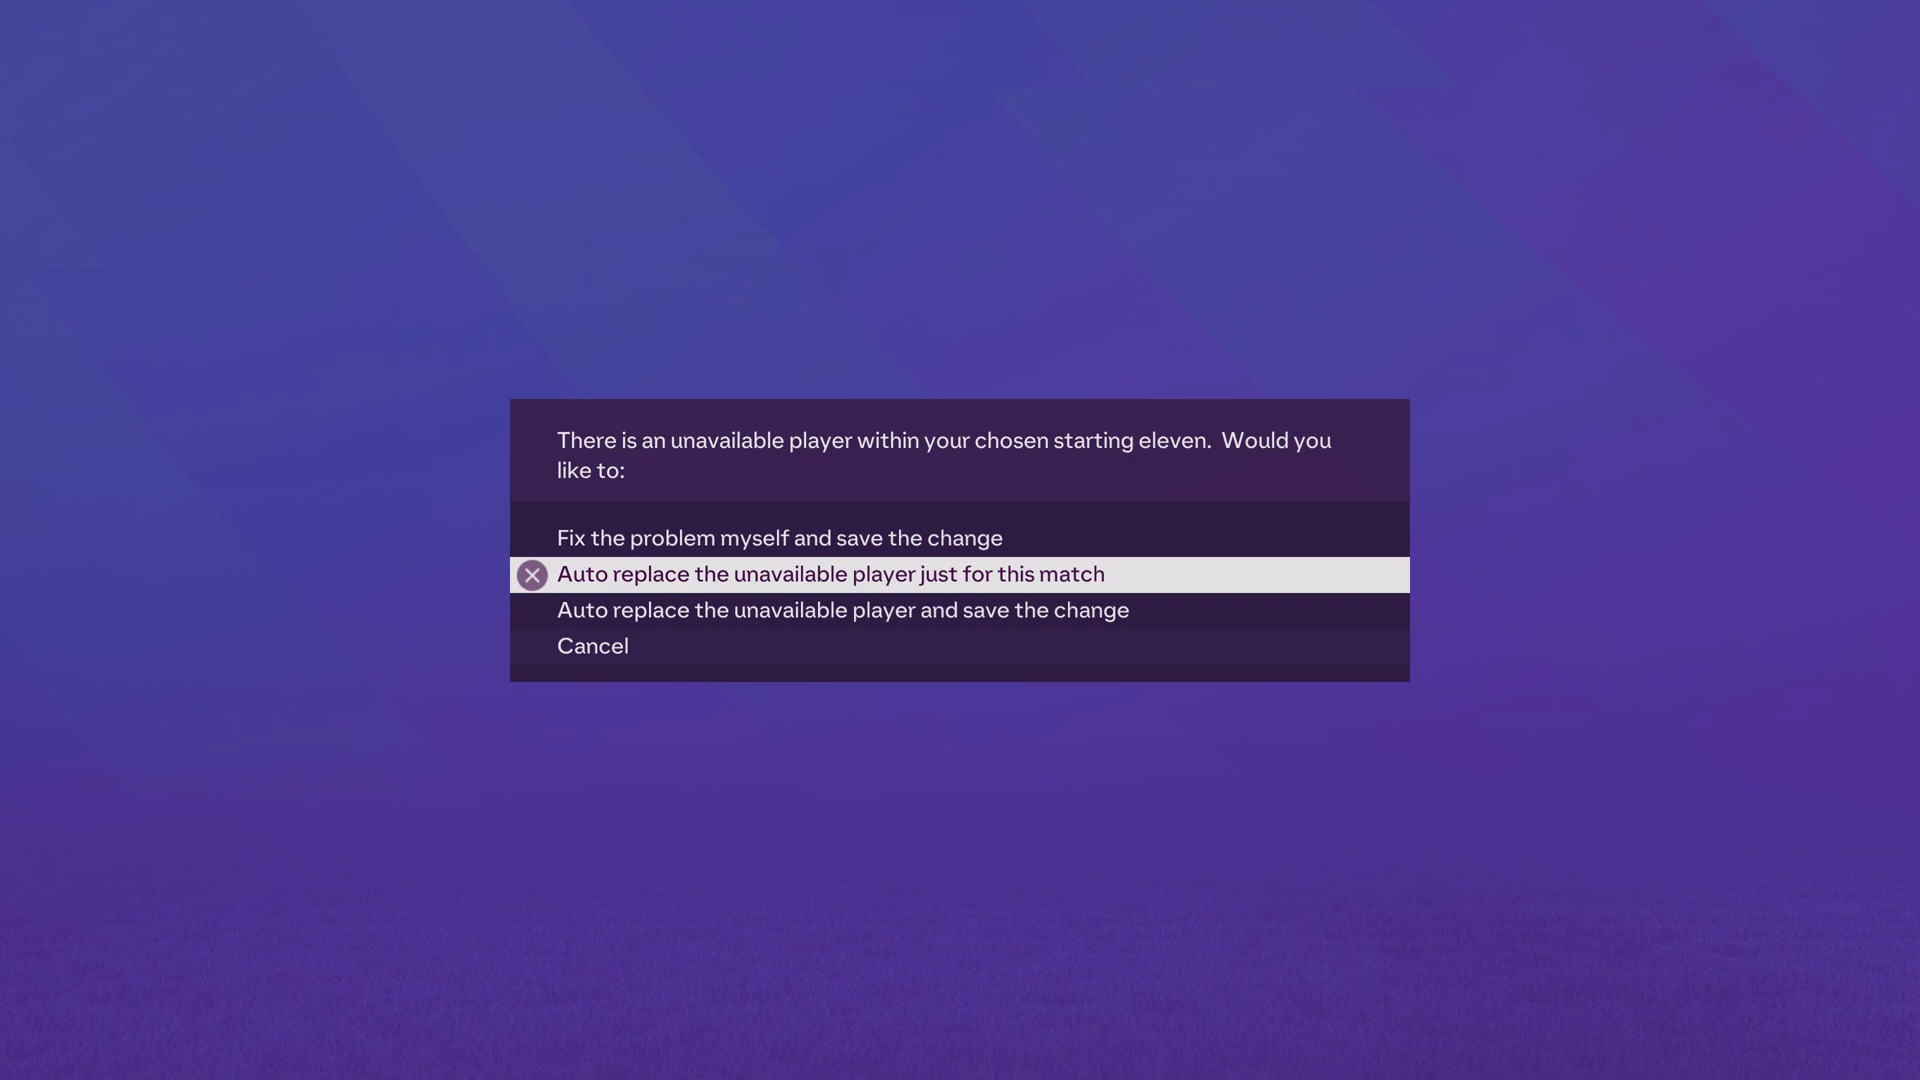 There is an unavailable player within your chosen starting eleven.  Would you
like to:
Fix the problem myself and save the change
Auto replace the unavailable player just for this match
Auto replace the unavailable player and save the change
Cancel